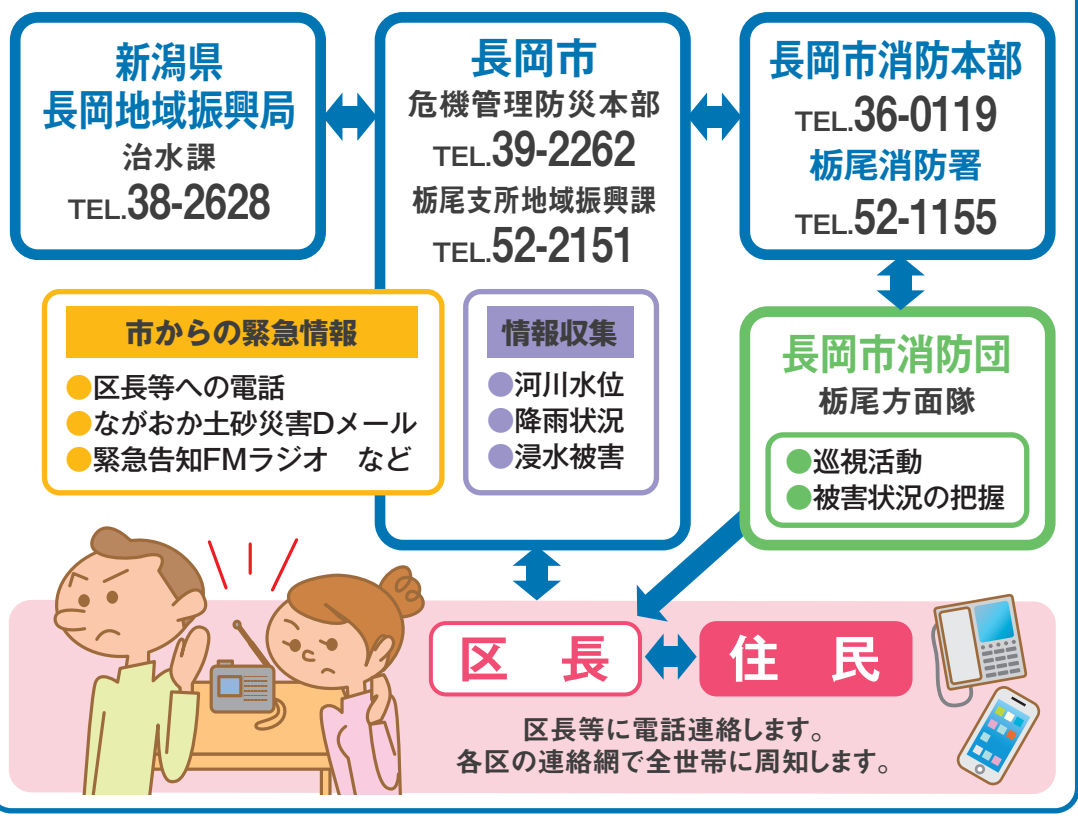 新潟県
長岡地域振興局
治水課
TEL.38-2628
長岡市
危機管理防災本部
TEL.39-2262
栃尾支所地域振興課
TEL.52-2151
長岡市消防本部
TEL.36-0119
栃尾消防署
TEL.52-1155
市からの緊急情報
●区長等への電話
●ながおか土砂災害Dメール
●緊急告知FMラジオ　など
情報収集
●河川水位
●降雨状況
●浸水被害
長岡市消防団
栃尾方面隊
●巡視活動
●被害状況の把握
区　長
住　民
区長等に電話連絡します。
各区の連絡網で全世帯に周知します。